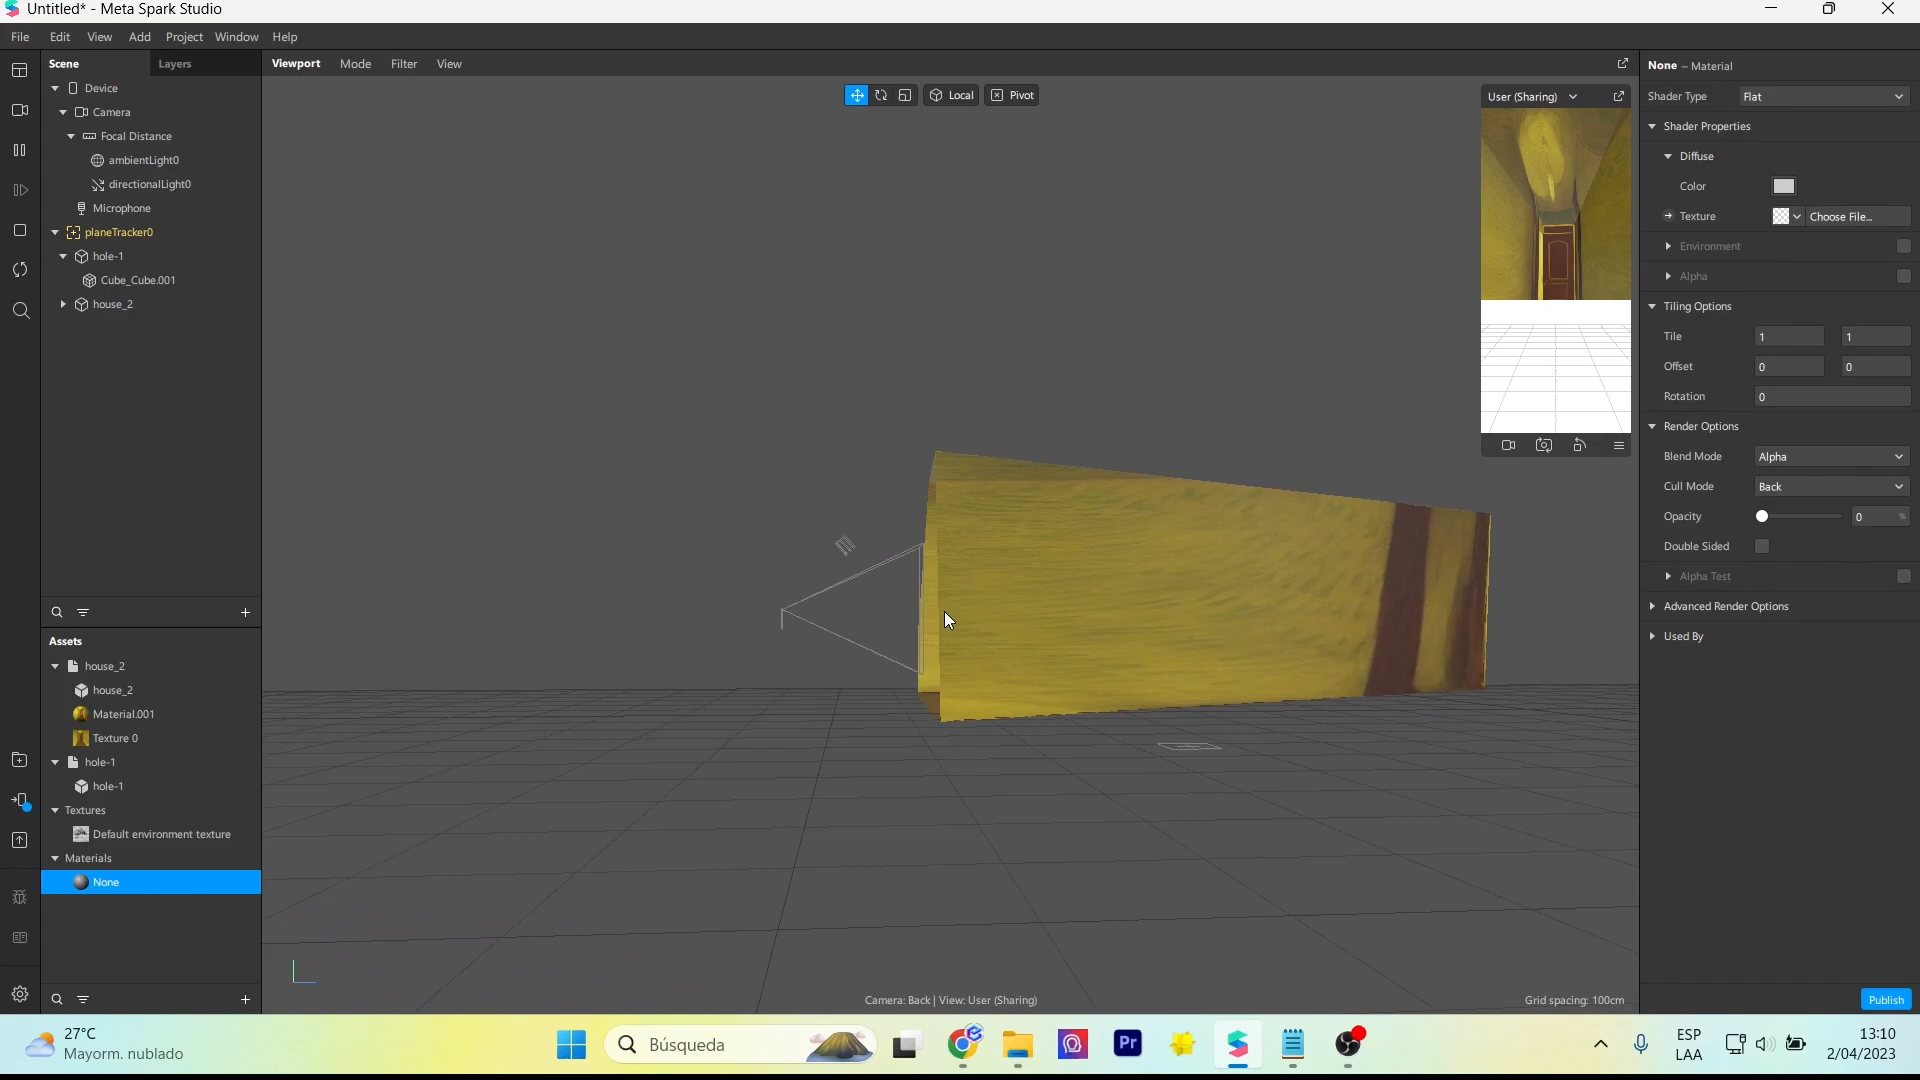 Untitled* - Meta Spark Studio
File Edit View Add Project Window Help
Scene Layers
Device
Camera
Focal Distance
ambientLight0
directionalLight0
Microphone
planeTracker0
hole-1
Cube_Cube.001
house_2
Assets
house_2
house_2
Material.001
Texture 0
hole-1
hole-1
Textures
Default environment texture
Materials
None
Viewport Mode Filter View
Local Pivot
User (Sharing)
Camera: Back | View: User (Sharing)
Grid spacing: 100cm
None – Material
Shader Type Flat
Shader Properties
Diffuse
Color
Texture Choose File...
Environment
Alpha
Tiling Options
Tile 1 1
Offset 0 0
Rotation 0
Render Options
Blend Mode Alpha
Cull Mode Back
Opacity 0 %
Double Sided
Alpha Test
Advanced Render Options
Used By
Publish
27°C
Mayorm. nublado
Búsqueda
Pr
ESP
LAA
13:10
2/04/2023